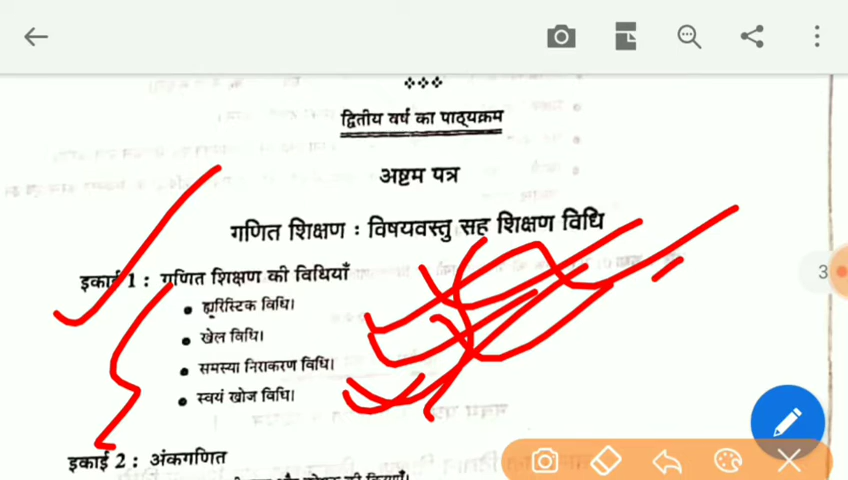 द्वितीय वर्ष का पाठ्यक्रम
अष्टम पत्र
गणित शिक्षण : विषयवस्तु सह शिक्षण विधि
इकाई 1 : गणित शिक्षण की विधियाँ
• ह्यूरिस्टिक विधि।
• खेल विधि।
• समस्या निराकरण विधि।
• स्वयं खोज विधि।
3
इकाई 2 : अंकगणित